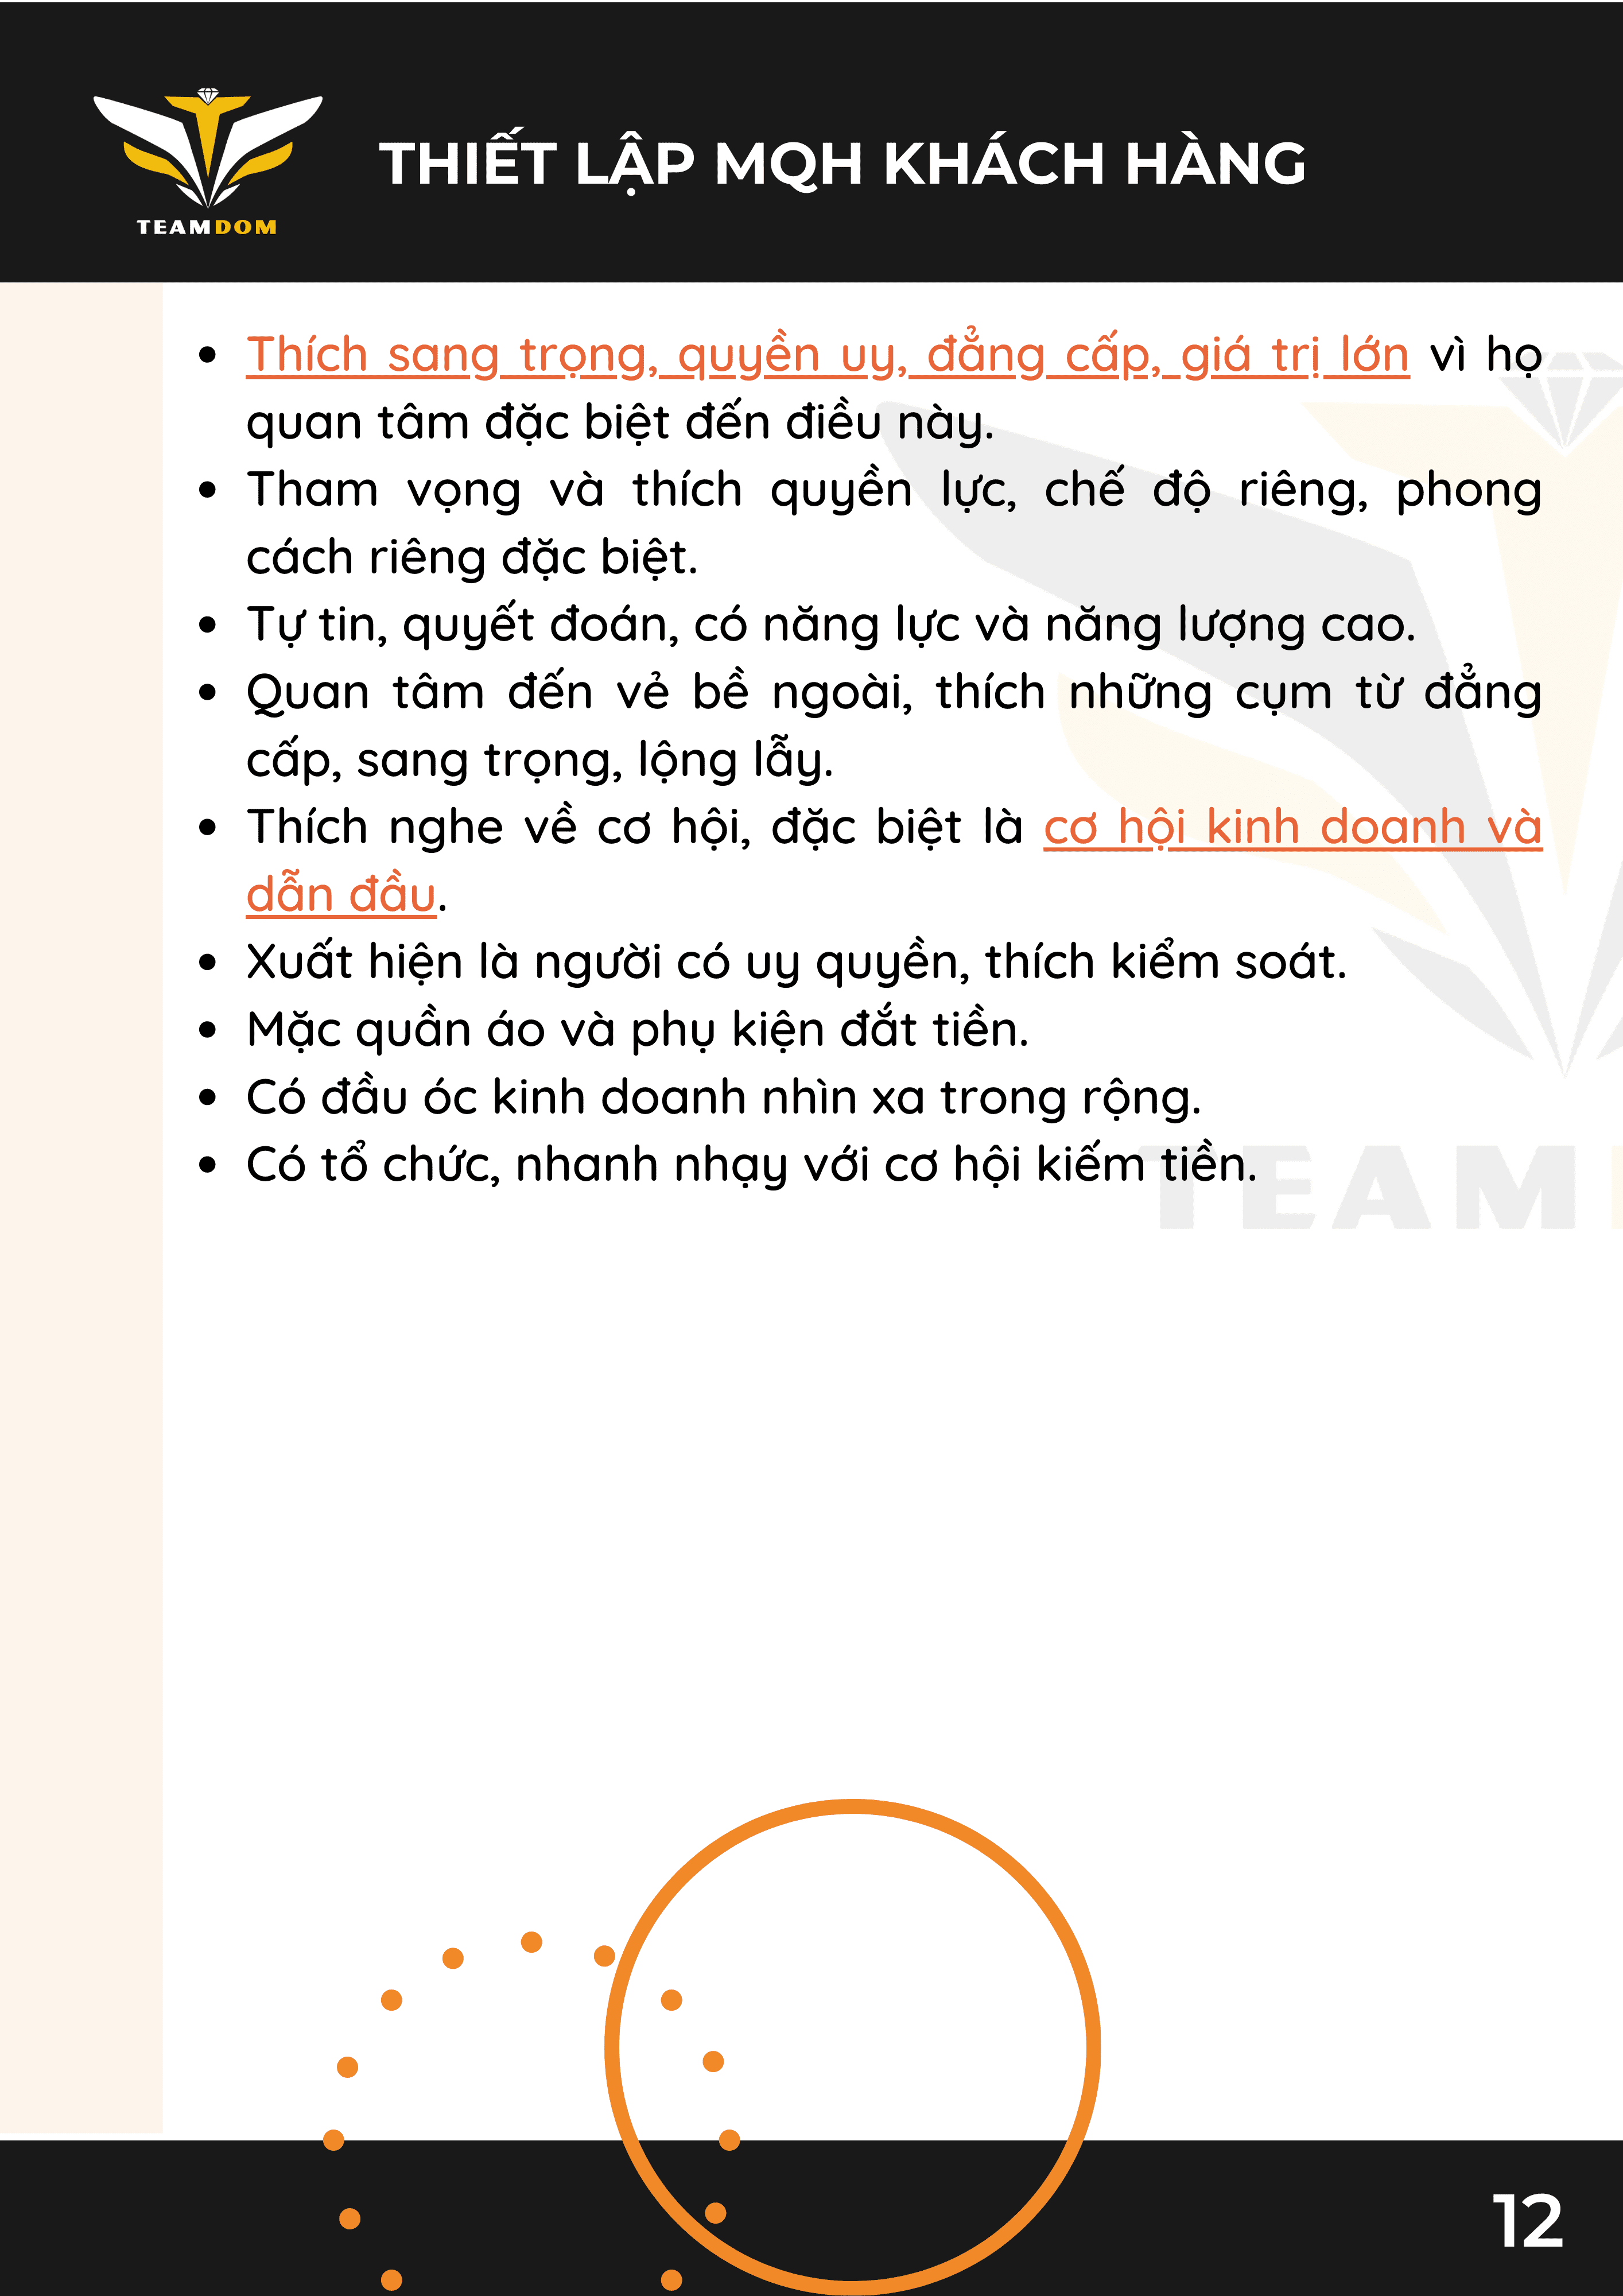 TEAMDOM
THIẾT LẬP MQH KHÁCH HÀNG
• Thích sang trọng, quyền uy, đẳng cấp, giá trị lớn vì họ
quan tâm đặc biệt đến điều này.
• Tham vọng và thích quyền lực, chế độ riêng, phong
cách riêng đặc biệt.
• Tự tin, quyết đoán, có năng lực và năng lượng cao.
• Quan tâm đến vẻ bề ngoài, thích những cụm từ đẳng
cấp, sang trọng, lộng lẫy.
• Thích nghe về cơ hội, đặc biệt là cơ hội kinh doanh và
dẫn đầu.
• Xuất hiện là người có uy quyền, thích kiểm soát.
• Mặc quần áo và phụ kiện đắt tiền.
• Có đầu óc kinh doanh nhìn xa trong rộng.
• Có tổ chức, nhanh nhạy với cơ hội kiếm tiền.
TEAM
12